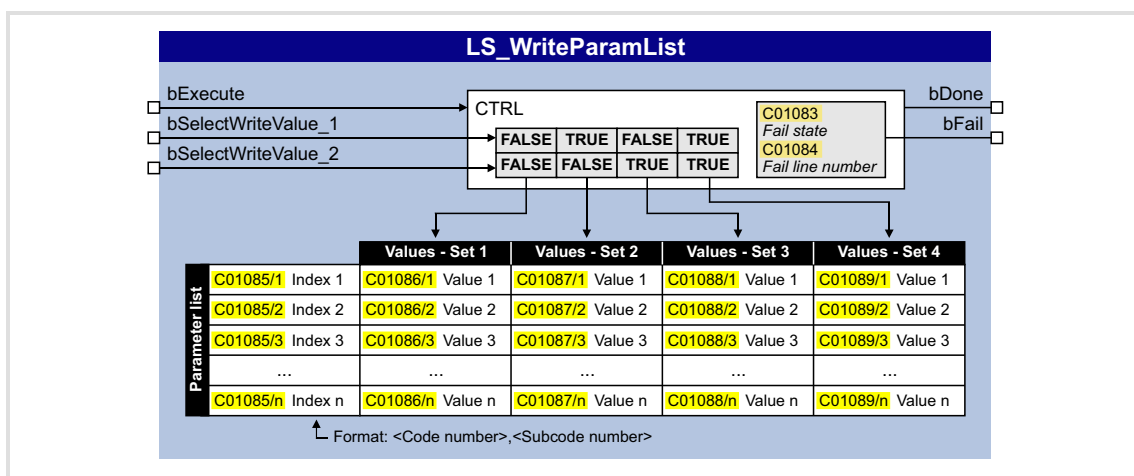 LS_WriteParamList
bExecute
bSelectWriteValue_1
bSelectWriteValue_2
CTRL
FALSE TRUE FALSE TRUE
FALSE FALSE TRUE TRUE
C01083
Fail state
C01084
Fail line number
bDone
bFail
Values - Set 1 Values - Set 2 Values - Set 3 Values - Set 4
Parameter list
C01085/1 Index 1 C01086/1 Value 1 C01087/1 Value 1 C01088/1 Value 1 C01089/1 Value 1
C01085/2 Index 2 C01086/2 Value 2 C01087/2 Value 2 C01088/2 Value 2 C01089/2 Value 2
C01085/3 Index 3 C01086/3 Value 3 C01087/3 Value 3 C01088/3 Value 3 C01089/3 Value 3
... ... ... ... ...
C01085/n Index n C01086/n Value n C01087/n Value n C01088/n Value n C01089/n Value n
Format: <Code number>,<Subcode number>